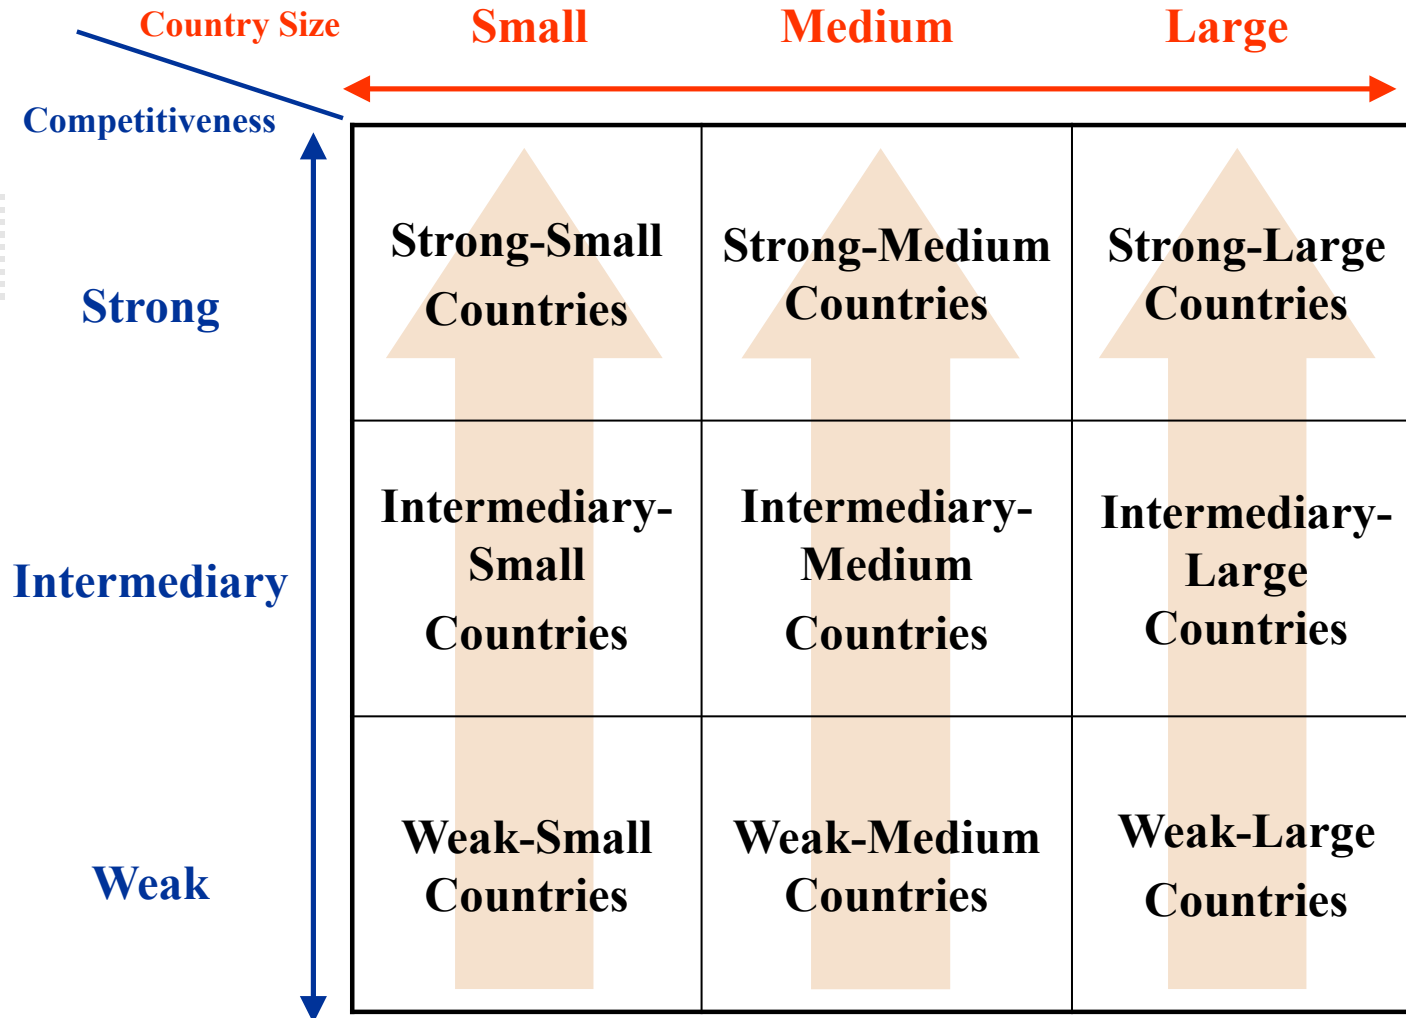 Country Size
Small
Medium
Large
Competitiveness
Strong
Strong-Small
Countries
Strong-Medium
Countries
Strong-Large
Countries
Intermediary
Intermediary-
Small
Countries
Intermediary-
Medium
Countries
Intermediary-
Large
Countries
Weak
Weak-Small
Countries
Weak-Medium
Countries
Weak-Large
Countries